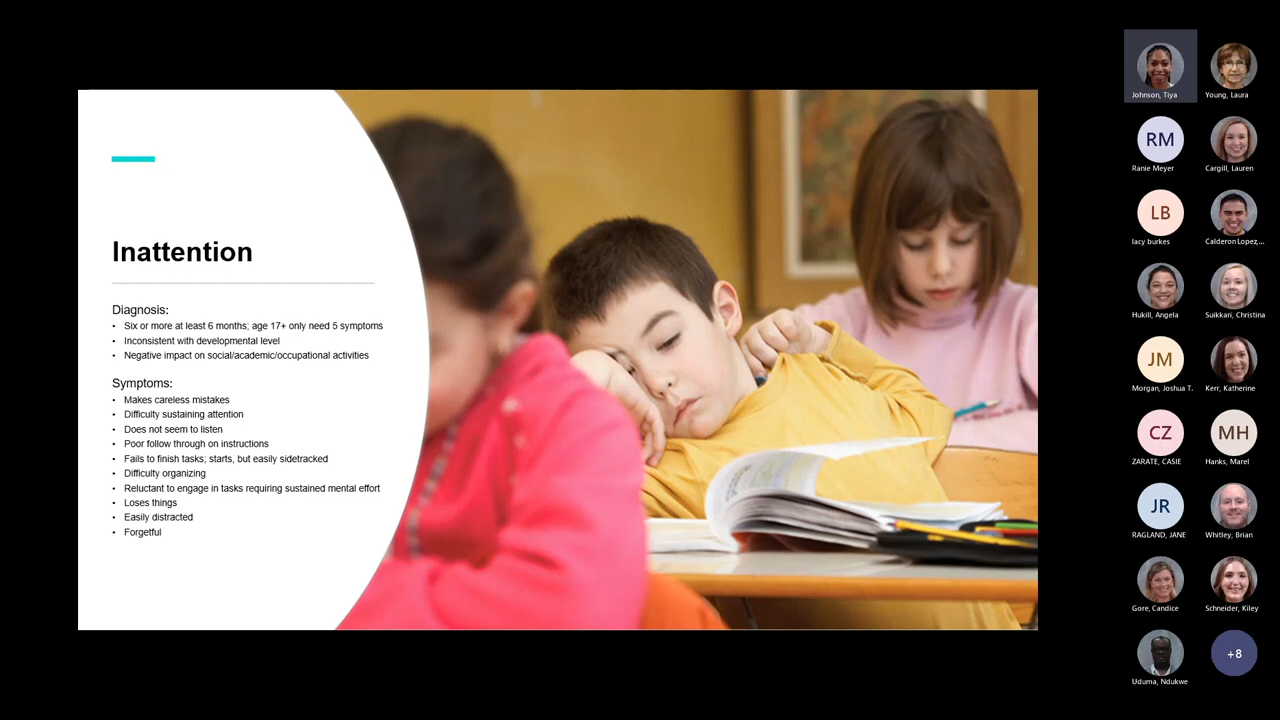 Inattention
Diagnosis:
• Six or more at least 6 months; age 17+ only need 5 symptoms
• Inconsistent with developmental level
• Negative impact on social/academic/occupational activities
Symptoms:
• Makes careless mistakes
• Difficulty sustaining attention
• Does not seem to listen
• Poor follow through on instructions
• Fails to finish tasks; starts, but easily sidetracked
• Difficulty organizing
• Reluctant to engage in tasks requiring sustained mental effort
• Loses things
• Easily distracted
• Forgetful
Johnson, Tiya
Young, Laura
RM
Ranie Meyer
Cargill, Lauren
LB
lacy burkes
Calderon Lopez,...
Hukill, Angela
Suikkari, Christina
JM
Morgan, Joshua T.
Kerr, Katherine
CZ
ZARATE, CASIE
MH
Hanks, Marel
JR
RAGLAND, JANE
Whitley, Brian
Gore, Candice
Schneider, Kiley
Uduma, Ndukwe
+8